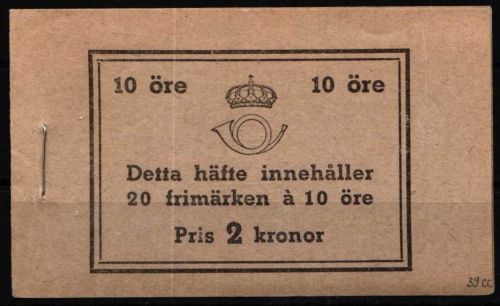 10 öre 10 öre
Detta häfte innehåller
20 frimärken à 10 öre
Pris 2 kronor
39 CC